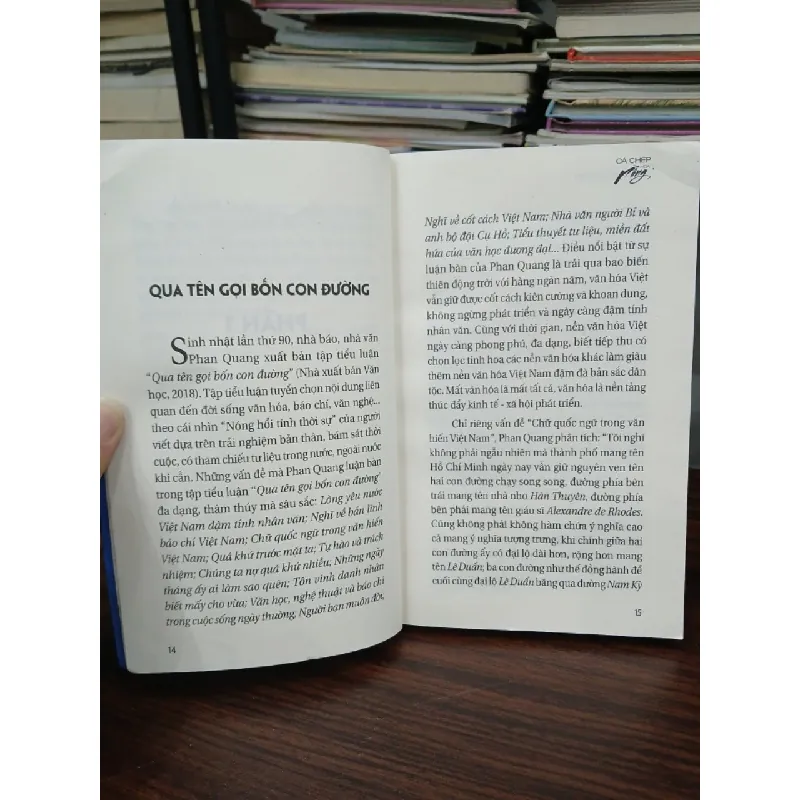 QUA TÊN GỌI BỐN CON ĐƯỜNG
Sinh nhật lần thứ 90, nhà báo, nhà văn
Phan Quang xuất bản tập tiểu luận
“Qua tên gọi bốn con đường” (Nhà xuất bản Văn
học, 2018). Tập tiểu luận tuyển chọn nội dung liên
quan đến đời sống văn hóa, báo chí, văn nghệ...
theo cái nhìn “Nóng hổi tính thời sự” của người
viết dựa trên trải nghiệm bản thân, bám sát thời
cuộc, có tham chiếu tư liệu trong nước, ngoài nước
khi cần. Những vấn đề mà Phan Quang luận bàn
trong tập tiểu luận “Qua tên gọi bốn con đường”
đa dạng, thâm thúy mà sâu sắc: Lòng yêu nước
Việt Nam đậm tính nhân văn; Nghĩ về bản lĩnh
báo chí Việt Nam; Chữ quốc ngữ trong văn hiến
Việt Nam; Quá khứ trước mặt ta; Tự hào và trách
nhiệm; Chúng ta nợ quá khứ nhiều; Những ngày
tháng ấy ai làm sao quên; Tôn vinh danh nhân
biết mấy cho vừa; Văn học, nghệ thuật và báo chí
trong cuộc sống ngày thường; Người bạn muôn đời,
14
CÁ CHÉP
Nghĩ về cốt cách Việt Nam; Nhà văn người Bỉ và
anh bộ đội Cụ Hồ; Tiểu thuyết tư liệu, miền đất
hứa của văn học đương đại... Điều nổi bật từ sự
luận bàn của Phan Quang là trải qua bao biến
thiên động trời với hàng ngàn năm, văn hóa Việt
vẫn giữ được cốt cách kiên cường và khoan dung,
không ngừng phát triển và ngày càng đậm tính
nhân văn. Cùng với thời gian, nền văn hóa Việt
ngày càng phong phú, đa dạng, biết tiếp thu có
chọn lọc tinh hoa các nền văn hóa khác làm giàu
thêm nền văn hóa Việt Nam đậm đà bản sắc dân
tộc. Mất văn hóa là mất tất cả, văn hóa là nền tảng
thúc đẩy kinh tế - xã hội phát triển.
Chỉ riêng vấn đề “Chữ quốc ngữ trong văn
hiến Việt Nam”, Phan Quang phân tích: “Tôi nghĩ
không phải ngẫu nhiên mà thành phố mang tên
Hồ Chí Minh ngày nay vẫn giữ nguyên vẹn tên
hai con đường chạy song song, đường phía bên
trái mang tên nhà nho Hàn Thuyên, đường phía
bên phải mang tên giáo sĩ Alexandre de Rhodes.
Cũng không phải không hàm chứa ý nghĩa cao
cả mang ý nghĩa tượng trưng, khi chính giữa hai
con đường ấy có đại lộ dài hơn, rộng hơn mang
tên Lê Duẩn; ba con đường như thế đồng hành để
cuối cùng đại lộ Lê Duẩn băng qua đường Nam Kỳ
15